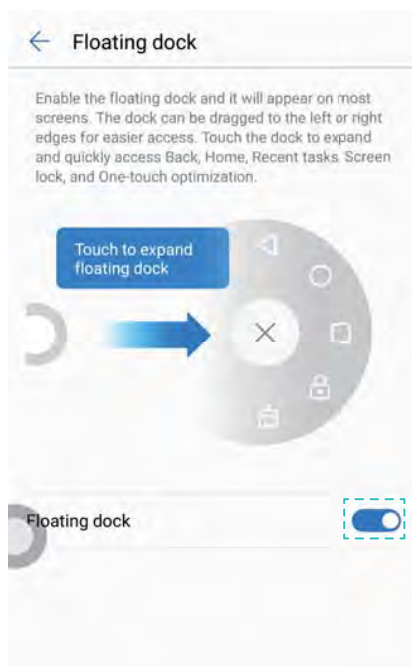 Floating dock
Enable the floating dock and it will appear on most
screens. The dock can be dragged to the left or right
edges for easier access. Touch the dock to expand
and quickly access Back, Home, Recent tasks, Screen
lock, and One-touch optimization.
Touch to expand
floating dock
Floating dock